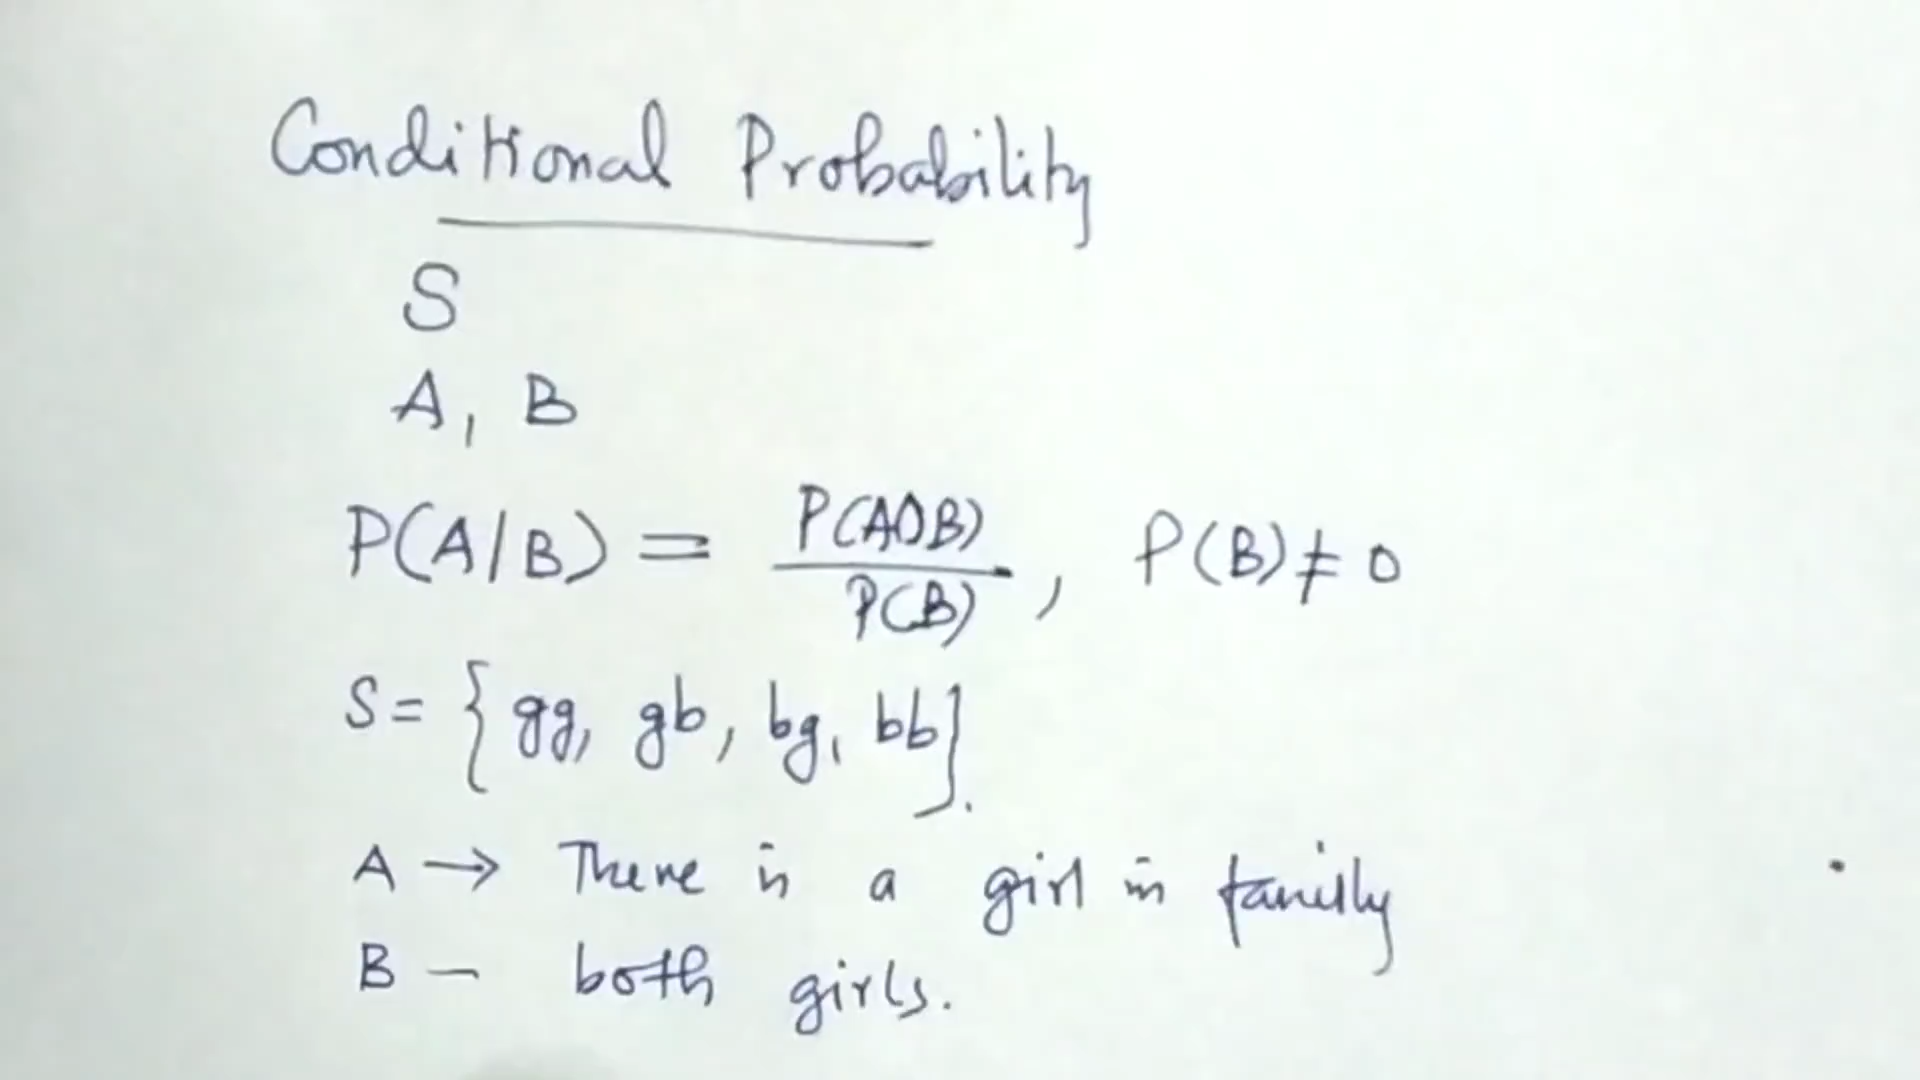 Conditional Probability
S
A, B
P(A/B) = P(A∩B)/P(B), P(B) ≠ 0
S = {gg, gb, bg, bb}.
A → There is a girl in family
B – both girls.